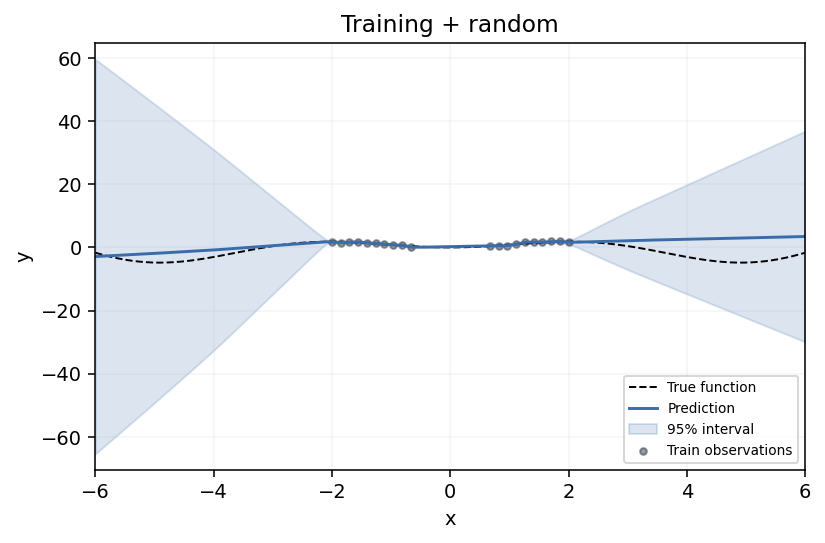 Training + random
60
40
20
0
−20
−40
−60
y
−6
−4
−2
0
2
4
6
x
True function
Prediction
95% interval
Train observations